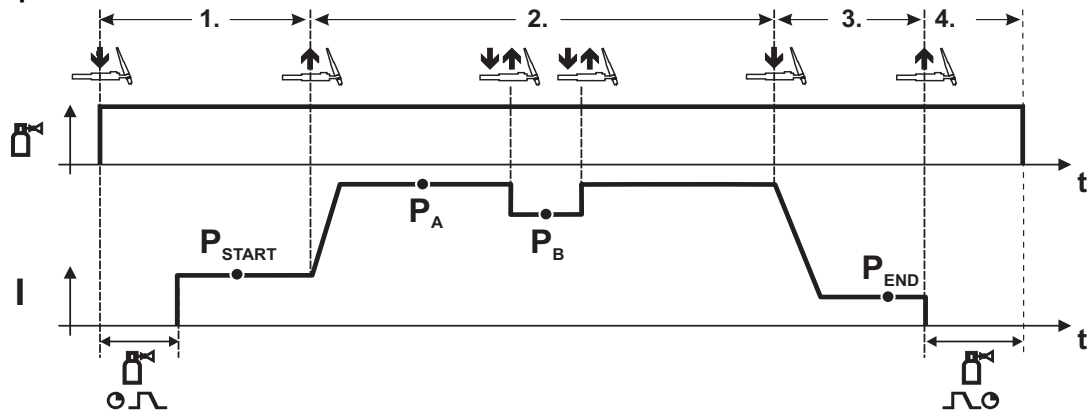 1. 2. 3. 4.
t
P_A
P_B
P_START
P_END
I
t